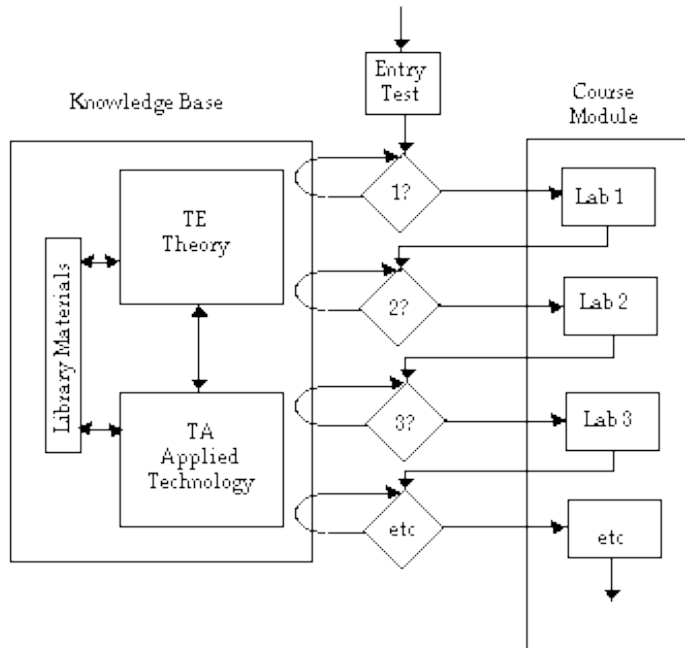 Entry
Test
Knowledge Base
Course
Module
1?
Lab 1
TE
Theory
Library Materials
2?
Lab 2
3?
Lab 3
TA
Applied
Technology
etc
etc